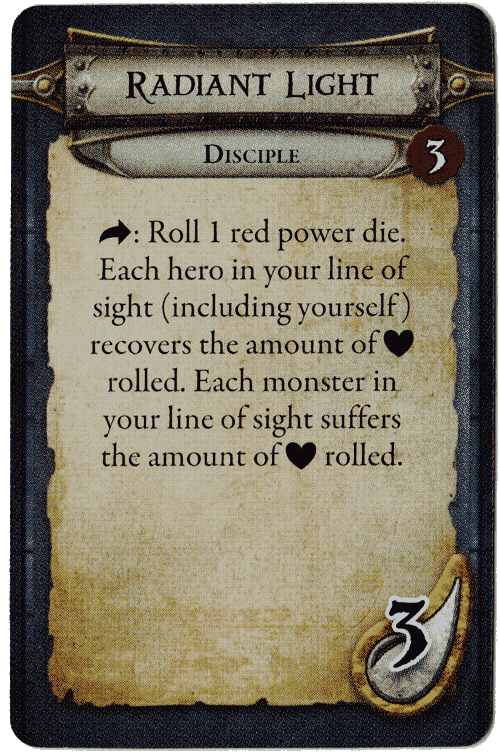 RADIANT LIGHT
DISCIPLE
3
: Roll 1 red power die.
Each hero in your line of
sight (including yourself)
recovers the amount of
rolled. Each monster in
your line of sight suffers
the amount of rolled.
3